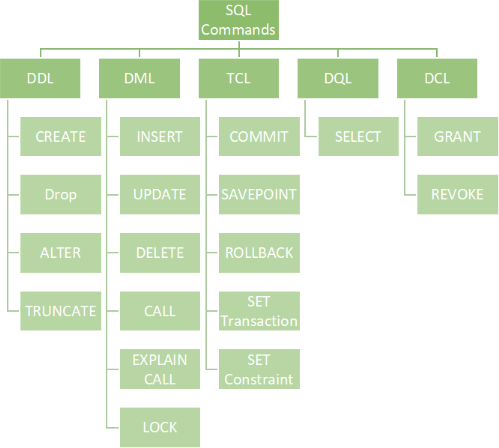 SQL
Commands
DDL
DML
TCL
DQL
DCL
CREATE
INSERT
COMMIT
SELECT
GRANT
Drop
UPDATE
SAVEPOINT
REVOKE
ALTER
DELETE
ROLLBACK
TRUNCATE
CALL
SET
Transaction
EXPLAIN
CALL
SET
Constraint
LOCK